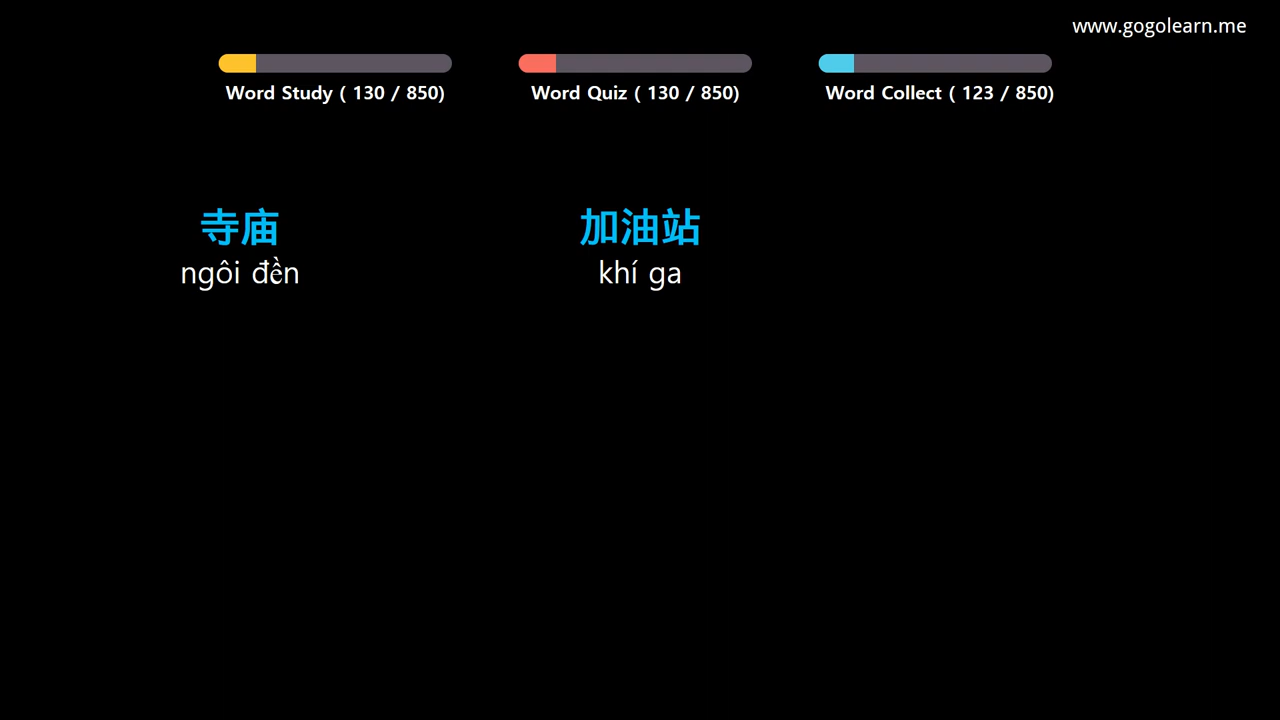 www.gogolearn.me
Word Study ( 130 / 850)
Word Quiz ( 130 / 850)
Word Collect ( 123 / 850)
寺庙
ngôi đền
加油站
khí ga